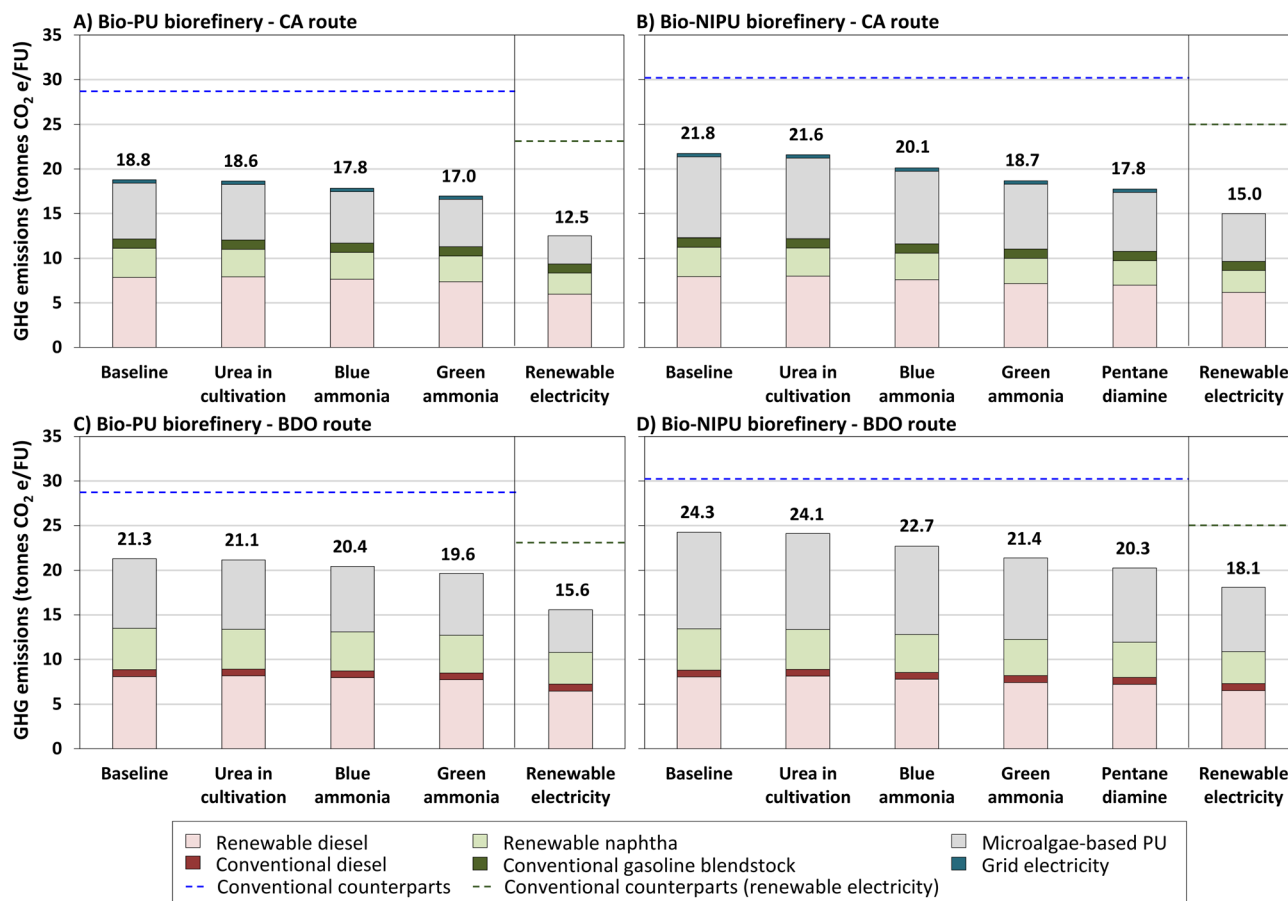 A) Bio-PU biorefinery - CA route
GHG emissions (tonnes CO2 e/FU)
35
30
25
20
15
10
5
0
18.8
18.6
17.8
17.0
12.5
Baseline
Urea in cultivation
Blue ammonia
Green ammonia
Renewable electricity
B) Bio-NIPU biorefinery - CA route
21.8
21.6
20.1
18.7
17.8
15.0
Baseline
Urea in cultivation
Blue ammonia
Green ammonia
Pentane diamine
Renewable electricity
C) Bio-PU biorefinery - BDO route
GHG emissions (tonnes CO2 e/FU)
35
30
25
20
15
10
5
0
21.3
21.1
20.4
19.6
15.6
Baseline
Urea in cultivation
Blue ammonia
Green ammonia
Renewable electricity
D) Bio-NIPU biorefinery - BDO route
24.3
24.1
22.7
21.4
20.3
18.1
Baseline
Urea in cultivation
Blue ammonia
Green ammonia
Pentane diamine
Renewable electricity
Renewable diesel
Renewable naphtha
Microalgae-based PU
Conventional diesel
Conventional gasoline blendstock
Grid electricity
Conventional counterparts
Conventional counterparts (renewable electricity)